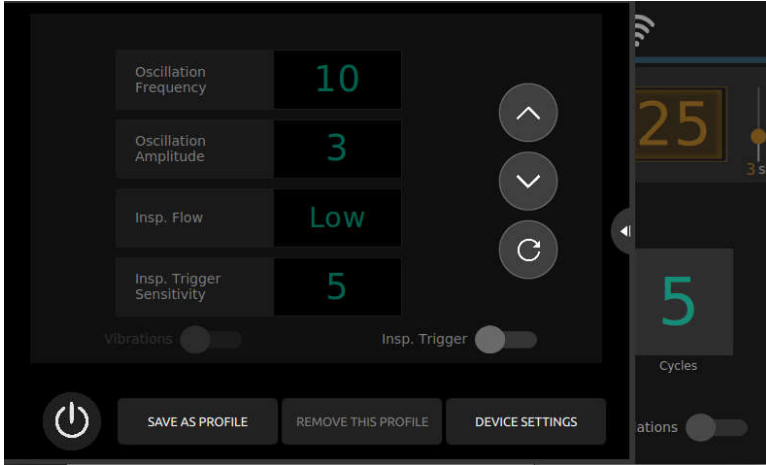 Oscillation
Frequency
10
Oscillation
Amplitude
3
Insp. Flow
Low
Insp. Trigger
Sensitivity
5
Vibrations
Insp. Trigger
SAVE AS PROFILE
REMOVE THIS PROFILE
DEVICE SETTINGS
25
3 s
5
Cycles
ations